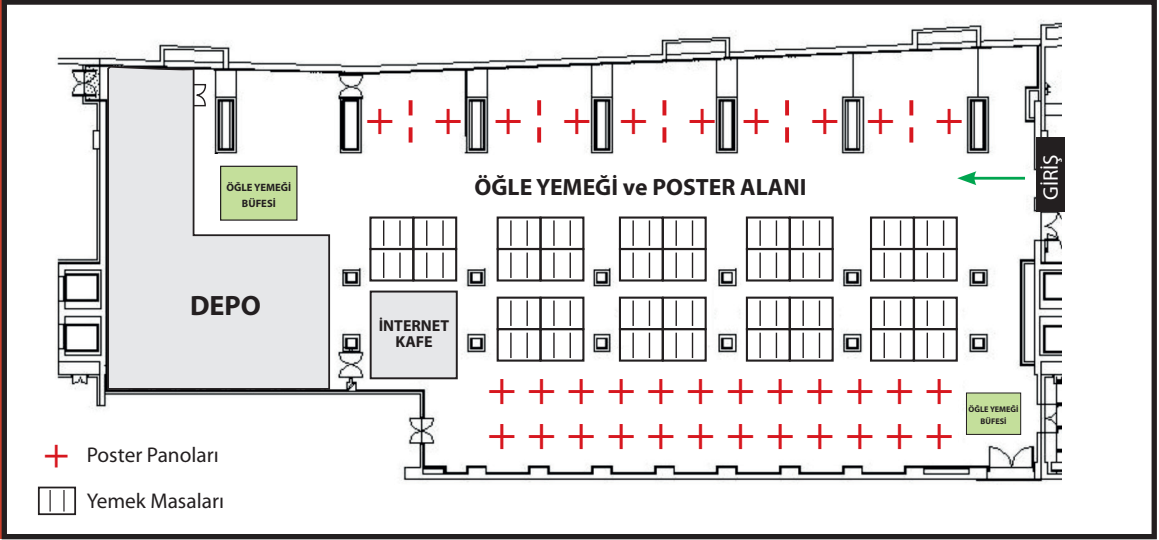 GİRİŞ
ÖĞLE YEMEĞİ
BÜFESİ
ÖĞLE YEMEĞİ ve POSTER ALANI
DEPO
İNTERNET
KAFE
ÖĞLE YEMEĞİ
BÜFESİ
Poster Panoları
Yemek Masaları